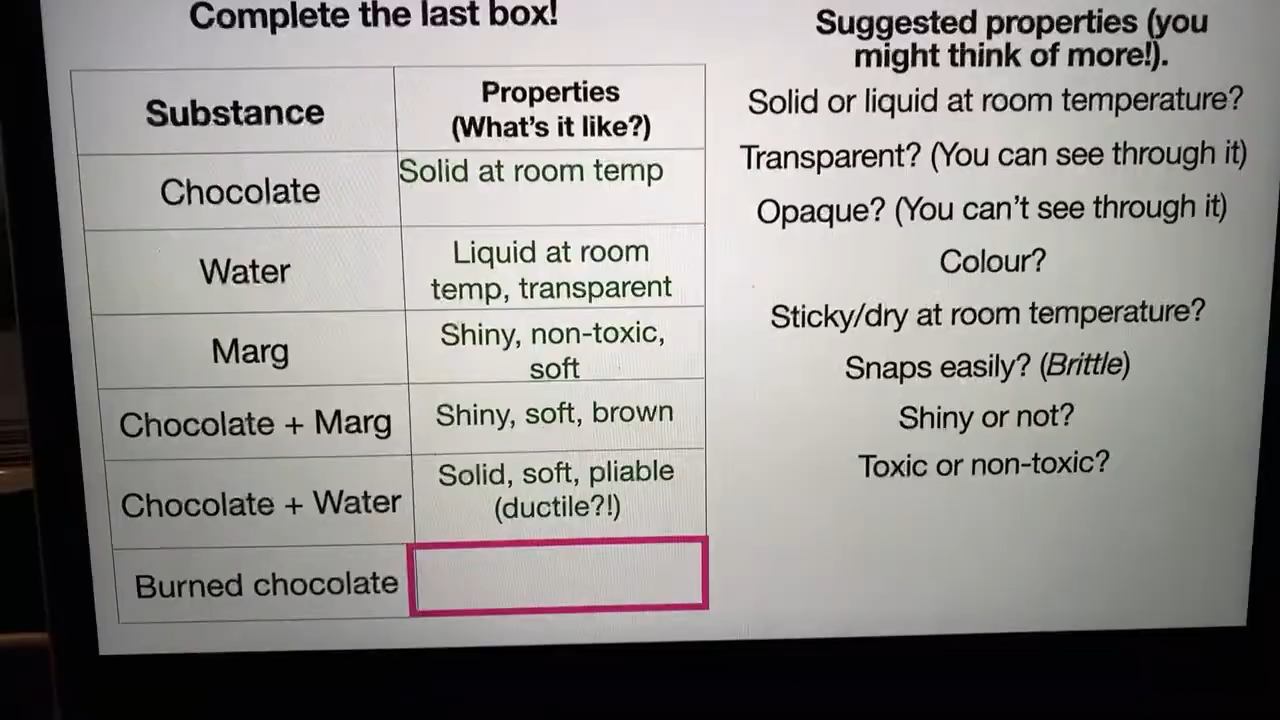 Complete the last box!
Substance
Properties
(What's it like?)
Chocolate
Solid at room temp
Water
Liquid at room
temp, transparent
Marg
Shiny, non-toxic,
soft
Chocolate + Marg
Shiny, soft, brown
Chocolate + Water
Solid, soft, pliable
(ductile?!)
Burned chocolate
Suggested properties (you
might think of more!).
Solid or liquid at room temperature?
Transparent? (You can see through it)
Opaque? (You can't see through it)
Colour?
Sticky/dry at room temperature?
Snaps easily? (Brittle)
Shiny or not?
Toxic or non-toxic?